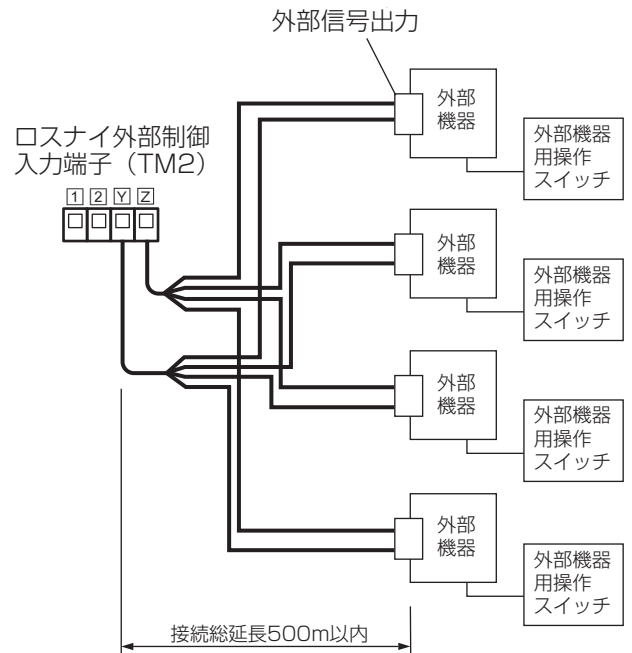 外部信号出力
ロスナイ外部制御
入力端子（TM2）
1 2 Y Z
外部
機器
外部機器
用操作
スイッチ
外部
機器
外部機器
用操作
スイッチ
外部
機器
外部機器
用操作
スイッチ
外部
機器
外部機器
用操作
スイッチ
接続総延長500m以内